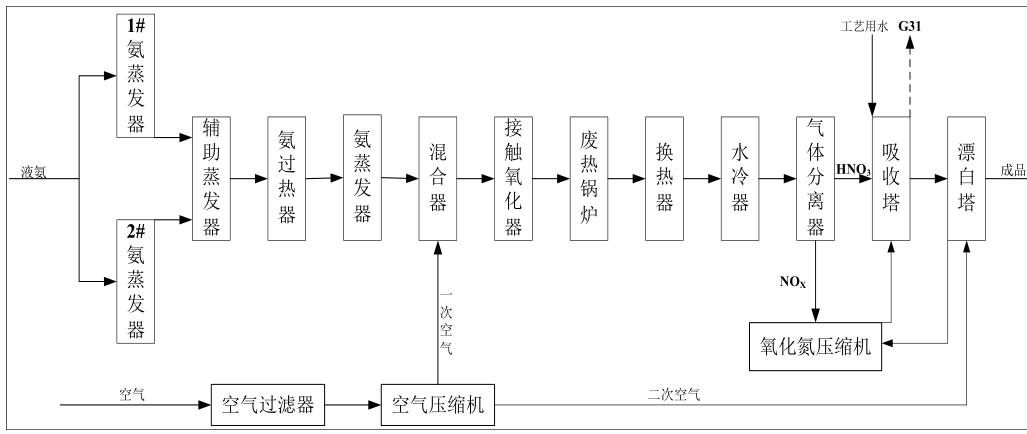 工艺用水 G31
1#氨蒸发器
液氨
2#氨蒸发器
辅助蒸发器
氨过热器
氨蒸发器
混合器
接触氧化器
废热锅炉
换热器
水冷器
气体分离器
HNO₃
吸收塔
漂白塔
成品
NOX
氧化氮压缩机
一次空气
空气
空气过滤器
空气压缩机
二次空气